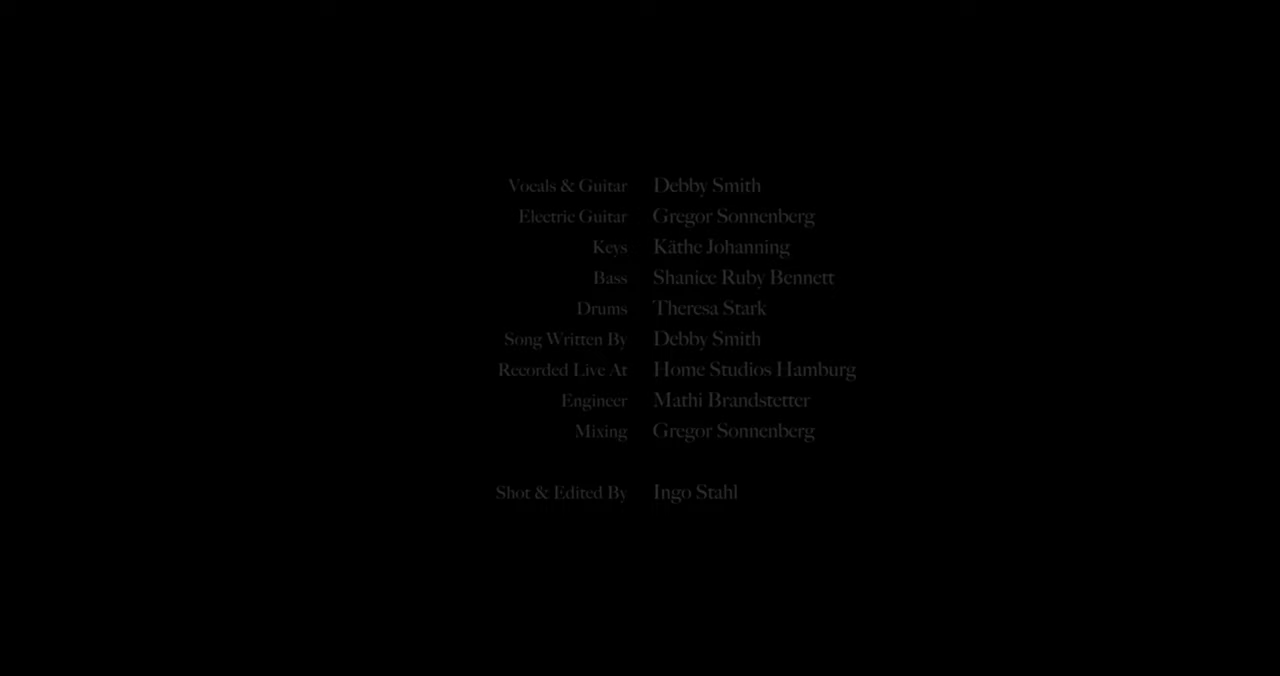 Vocals & Guitar Debby Smith
Electric Guitar Gregor Sonnenberg
Keys Käthe Johanning
Bass Shaniee Ruby Bennett
Drums Theresa Stark
Song Written By Debby Smith
Recorded Live At Home Studios Hamburg
Engineer Mathi Brandstetter
Mixing Gregor Sonnenberg
Shot & Edited By Ingo Stahl